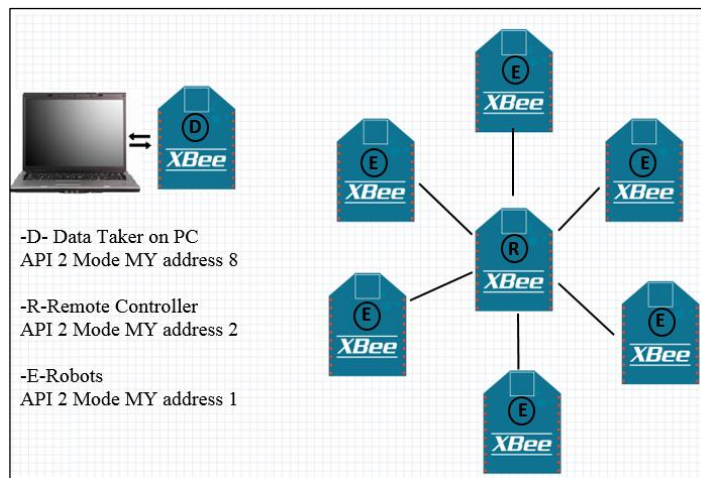 E
XBee
D
XBee
E
XBee
E
XBee
R
XBee
E
XBee
E
XBee
E
XBee
-D- Data Taker on PC
API 2 Mode MY address 8
-R-Remote Controller
API 2 Mode MY address 2
-E-Robots
API 2 Mode MY address 1